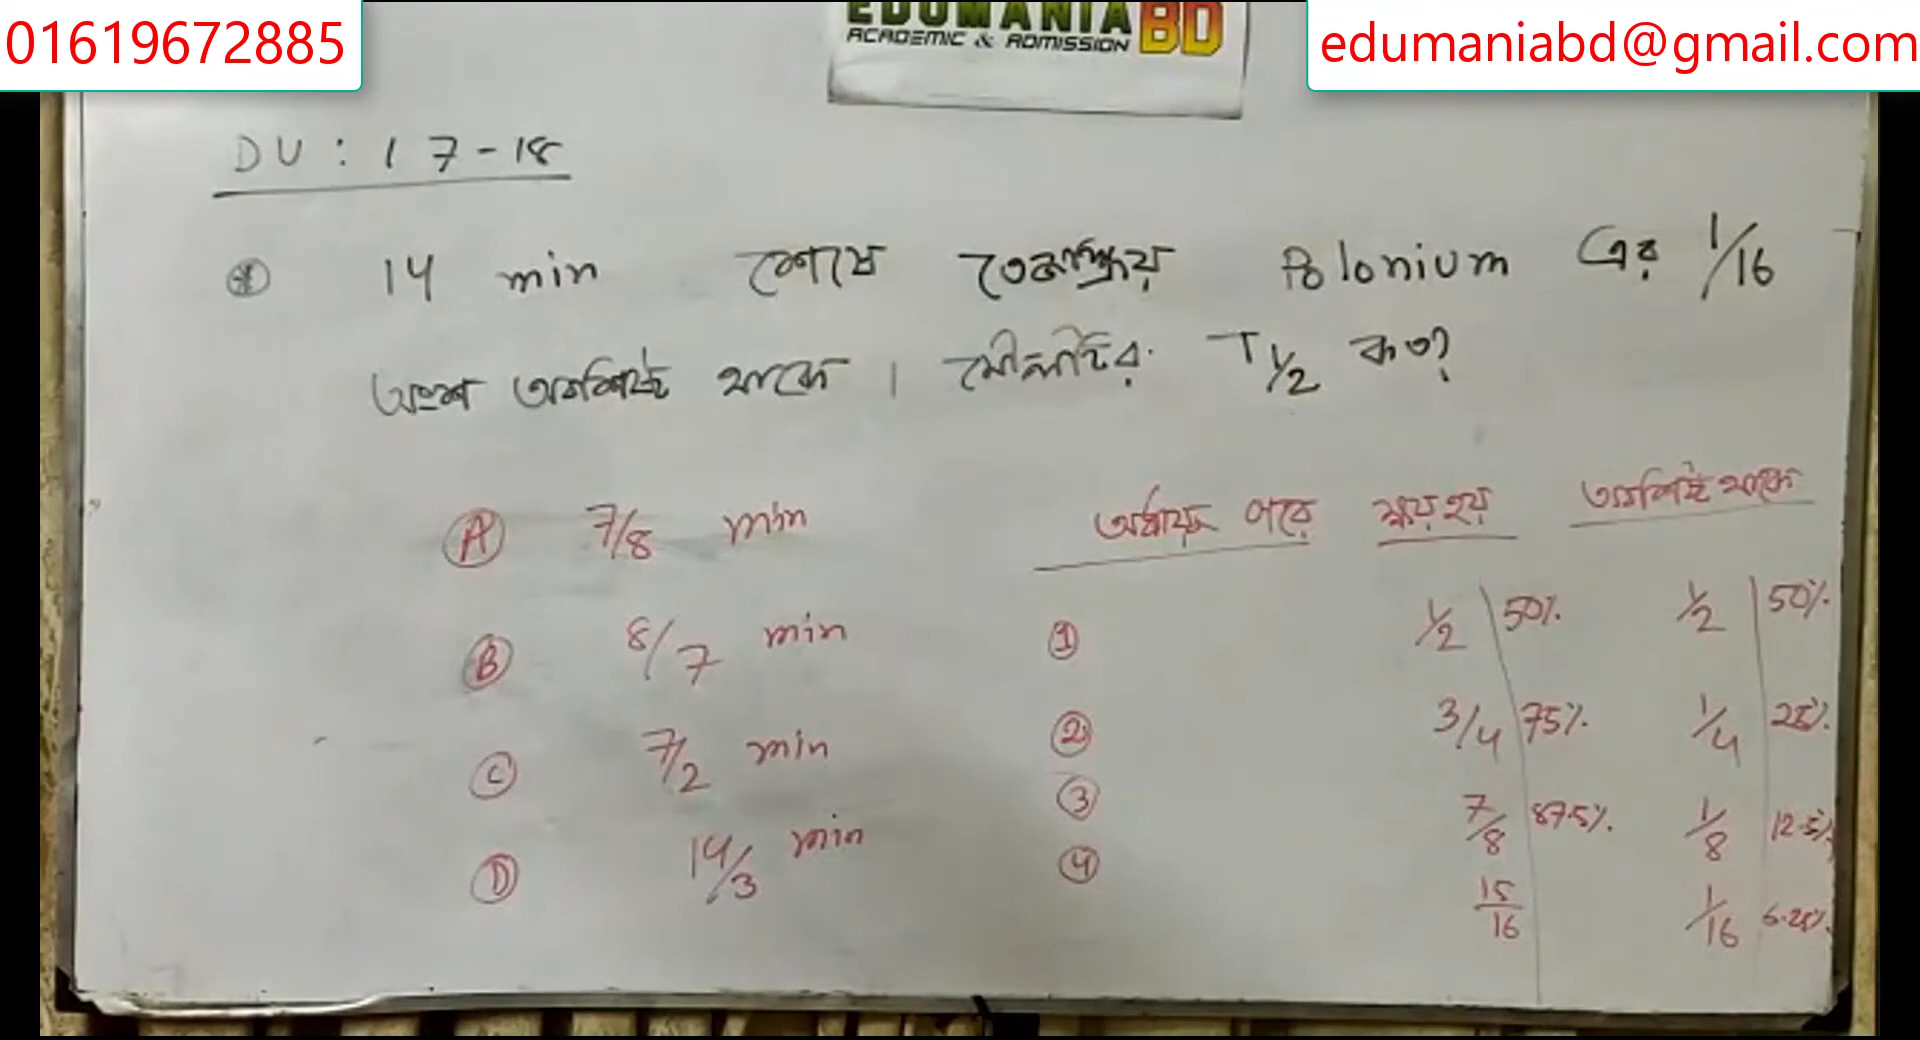 01619672885
EDUMANIA BD
ACADEMIC & ADMISSION
edumaniabd@gmail.com
DU : 17-18
* 14 min শেষে তেজস্ক্রিয় Polonium এর 1/16
অংশ অবশিষ্ট থাকে । মৌলটির T 1/2 কত?
A 7/8 min
B 8/7 min
C 7/2 min
D 14/3 min
অর্ধায়ু পরে ক্ষয় হয় অবশিষ্ট থাকে
1 1/2 50% 1/2 50%
2 3/4 75% 1/4 25%
3 7/8 87.5% 1/8 12.5%
4 15/16 1/16 6.25%